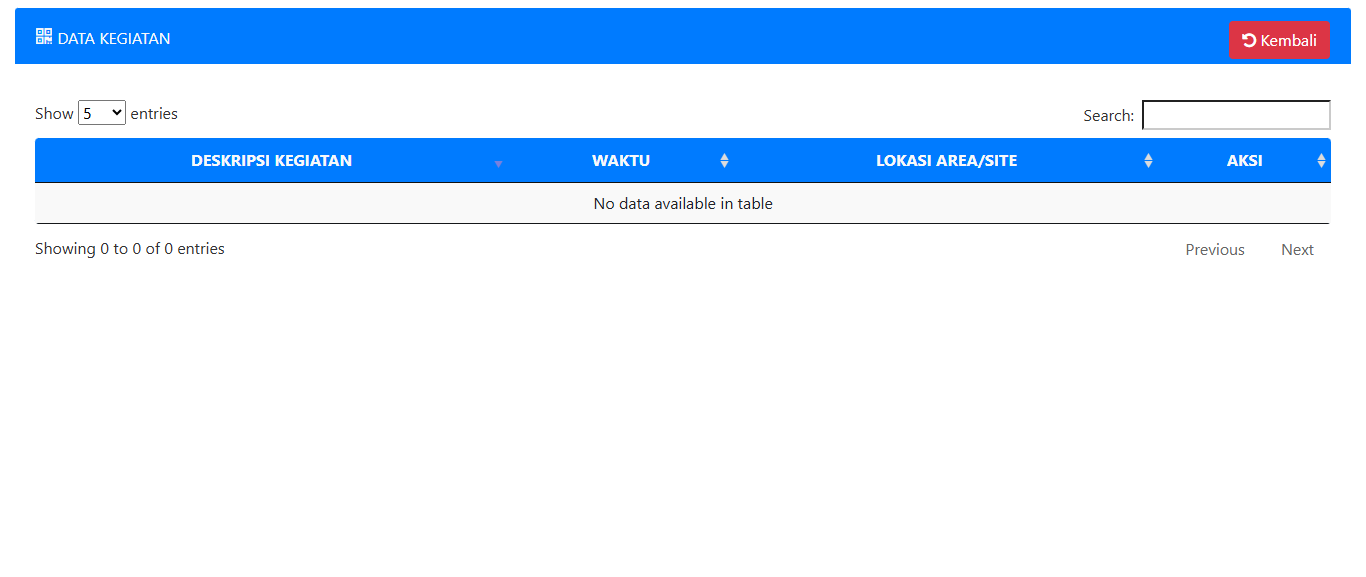 DATA KEGIATAN
Kembali
Show 5 entries
Search:
DESKRIPSI KEGIATAN WAKTU LOKASI AREA/SITE AKSI
No data available in table
Showing 0 to 0 of 0 entries
Previous Next